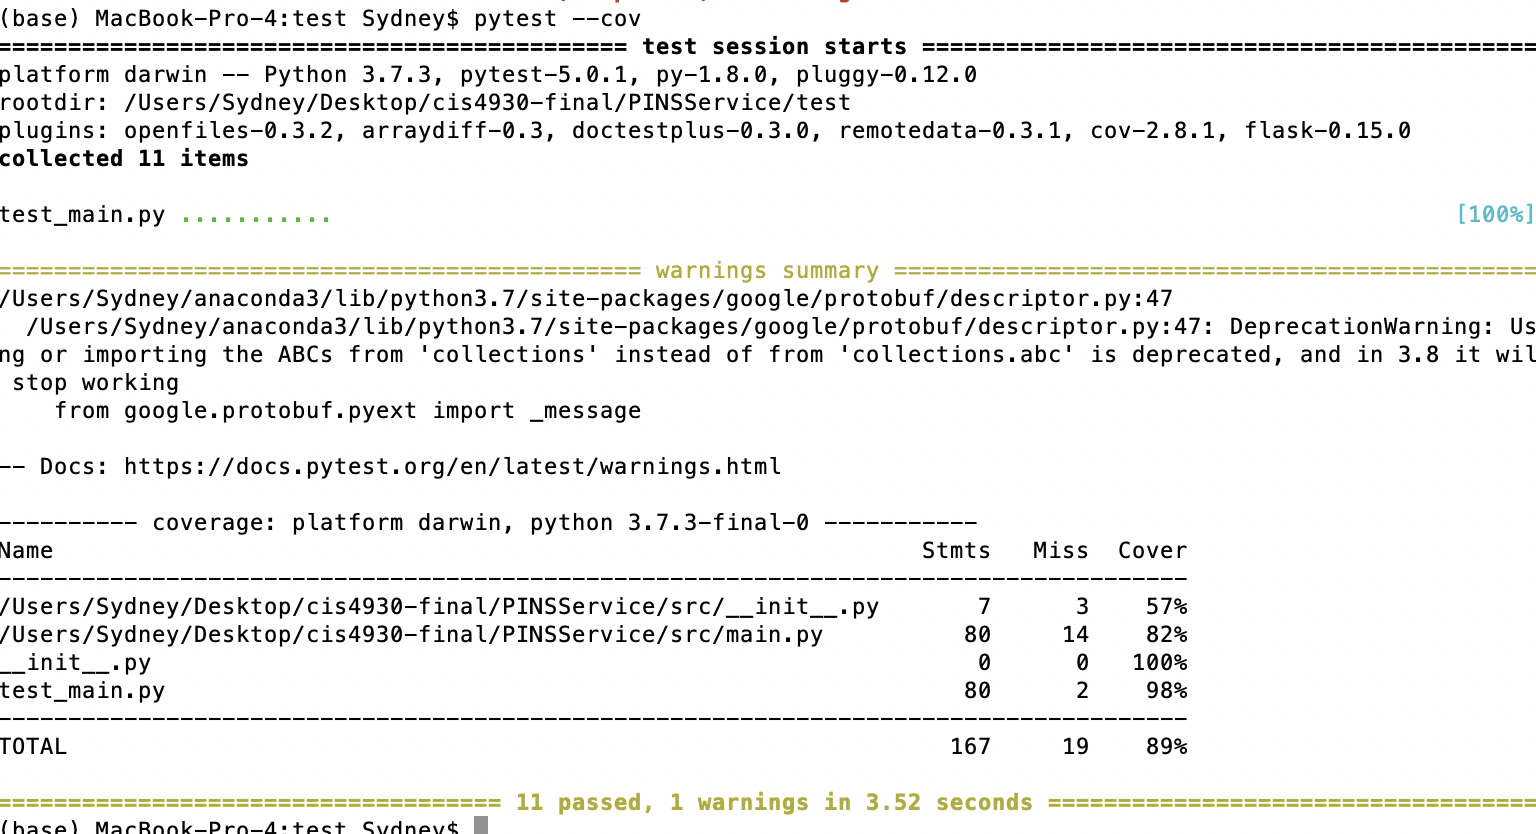 (base) MacBook-Pro-4:test Sydney$ pytest --cov
============================================= test session starts =============================================
platform darwin -- Python 3.7.3, pytest-5.0.1, py-1.8.0, pluggy-0.12.0
rootdir: /Users/Sydney/Desktop/cis4930-final/PINSService/test
plugins: openfiles-0.3.2, arraydiff-0.3, doctestplus-0.3.0, remotedata-0.3.1, cov-2.8.1, flask-0.15.0
collected 11 items
test_main.py ........... [100%]
============================================== warnings summary ==============================================
/Users/Sydney/anaconda3/lib/python3.7/site-packages/google/protobuf/descriptor.py:47
/Users/Sydney/anaconda3/lib/python3.7/site-packages/google/protobuf/descriptor.py:47: DeprecationWarning: Us
ng or importing the ABCs from 'collections' instead of from 'collections.abc' is deprecated, and in 3.8 it wil
stop working
from google.protobuf.pyext import _message
-- Docs: https://docs.pytest.org/en/latest/warnings.html
---------- coverage: platform darwin, python 3.7.3-final-0 -----------
Name Stmts Miss Cover
-------------------------------------------------------------------------------------
/Users/Sydney/Desktop/cis4930-final/PINSService/src/__init__.py 7 3 57%
/Users/Sydney/Desktop/cis4930-final/PINSService/src/main.py 80 14 82%
__init__.py 0 0 100%
test_main.py 80 2 98%
-------------------------------------------------------------------------------------
TOTAL 167 19 89%
==================================== 11 passed, 1 warnings in 3.52 seconds ===================================
(base) MacBook-Pro-4:test Sydney$